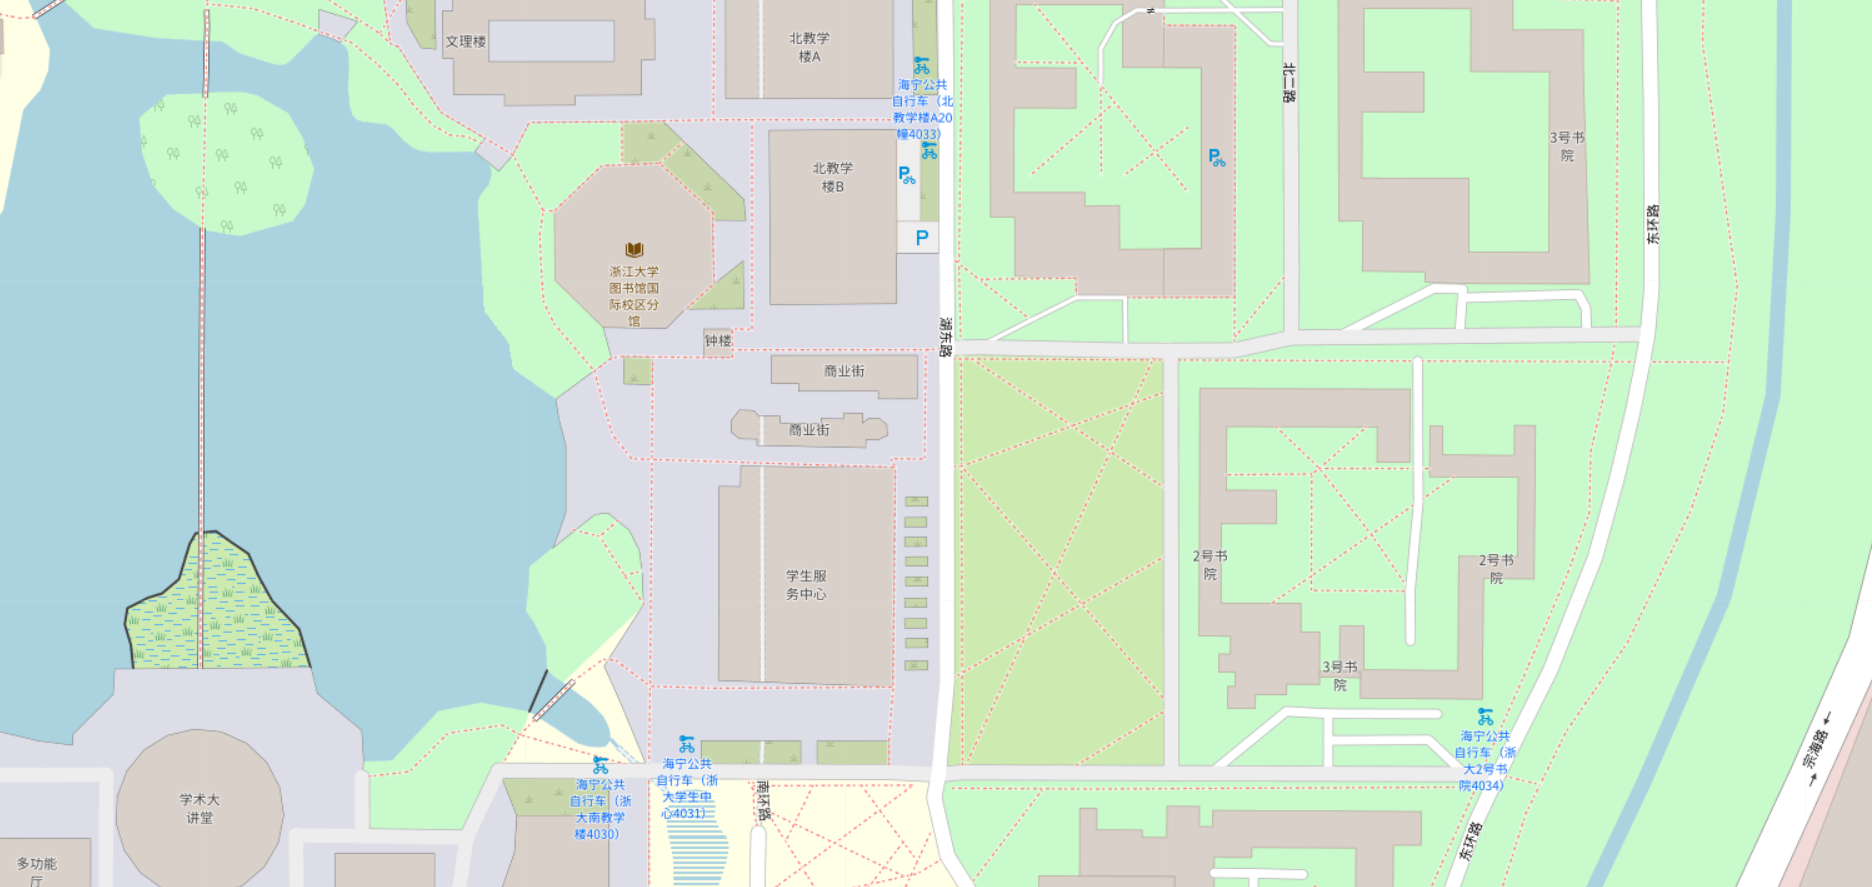 文理楼
北教学
楼A
海宁公共
自行车（北
教学楼A20
幢4033）
北二路
3号书
院
P
北教学
楼B
P
P
东环路
浙江大学
图书馆国
际校区分
馆
钟楼
湖东路
商业街
商业街
学生服
务中心
2号书
院
2号书
院
3号书
院
海宁公共
自行车（浙
大2号书
院4034）
宗海路
海宁公共
自行车（浙
大学生中
心4031）
海宁公共
自行车（浙
大南教学
楼4030）
南环路
学术大
讲堂
东环路
多功能
厅